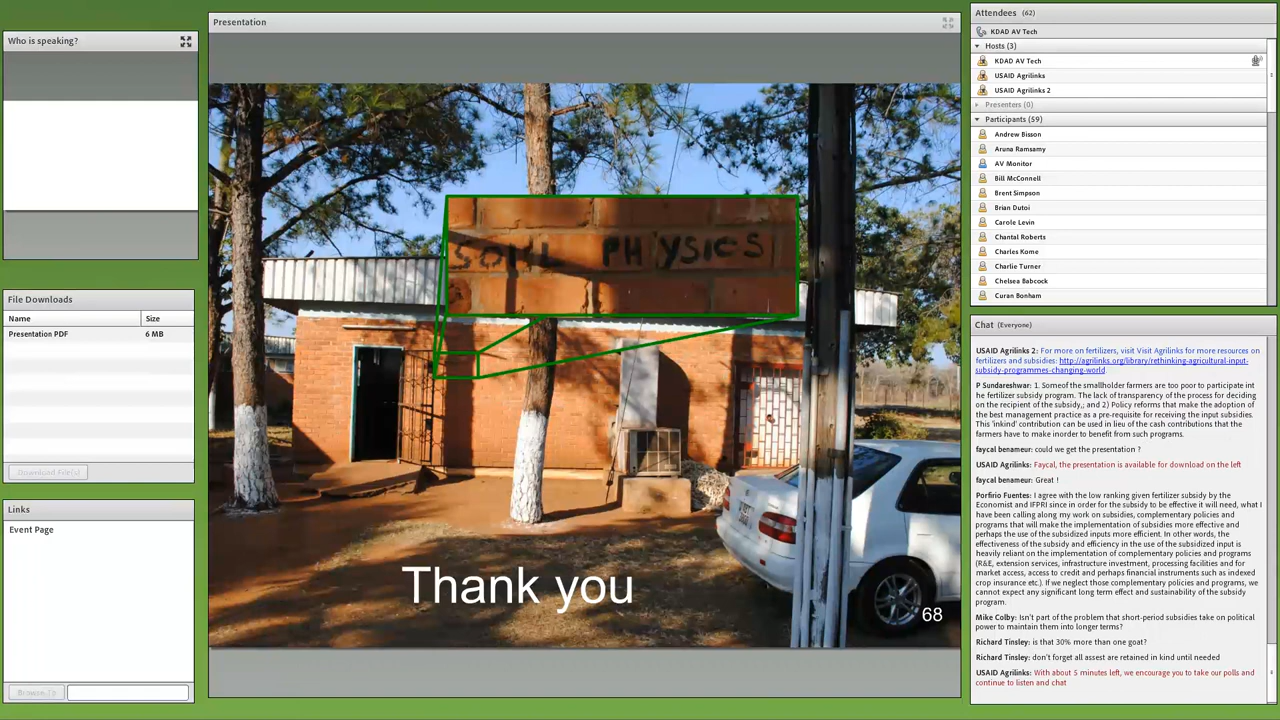 Who is speaking?
File Downloads
Name Size
Presentation PDF 6 MB
Download File(s)
Links
Event Page
Browse To
Presentation
PHYSICS
Thank you
68
Attendees (62)
KDAD AV Tech
Hosts (3)
KDAD AV Tech
USAID Agrilinks
USAID Agrilinks 2
Presenters (0)
Participants (59)
Andrew Bisson
Aruna Ramsamy
AV Monitor
Bill McConnell
Brent Simpson
Brian Dutoi
Carole Levin
Chantal Roberts
Charles Kome
Charlie Turner
Chelsea Babcock
Curan Bonham
Chat (Everyone)
USAID Agrilinks 2: For more on fertilizers, visit Visit Agrilinks for more resources on
fertilizers and subsidies: http://agrilinks.org/library/rethinking-agricultural-input-
subsidy-programmes-changing-world.
P Sundareshwar: 1. Someof the smallholder farmers are too poor to participate int
he fertilizer subsidy program. The lack of transparency of the process for deciding
on the recipient of the subsidy,; and 2) Policy reforms that make the adoption of
the best management practice as a pre-requisite for receiving the input subsidies.
This 'inkind' contribution can be used in lieu of the cash contributions that the
farmers have to make inorder to benefit from such programs.
faycal benameur: could we get the presentation ?
USAID Agrilinks: Faycal, the presentation is available for download on the left
faycal benameur: Great !
Porfirio Fuentes: I agree with the low ranking given fertilizer subsidy by the
Economist and IFPRI since in order for the subsidy to be effective it will need, what I
have been calling along my work on subsidies, complementary policies and
programs that will make the implementation of subsidies more effective and
perhaps the use of the subsidized inputs more efficient. In other words, the
effectiveness of the subsidy and efficiency in the use of the subsidized input is
heavily reliant on the implementation of complementary policies and programs
(R&E, extension services, infrastructure investment, processing facilities and for
market access, access to credit and perhaps financial instruments such as indexed
crop insurance etc.). If we neglect those complementary policies and programs, we
cannot expect any significant long term effect and sustainability of the subsidy
program.
Mike Colby: Isn't part of the problem that short-period subsidies take on political
power to maintain them into longer terms?
Richard Tinsley: is that 30% more than one goat?
Richard Tinsley: don't forget all assest are retained in kind until needed
USAID Agrilinks: With about 5 minutes left, we encourage you to take our polls and
continue to listen and chat